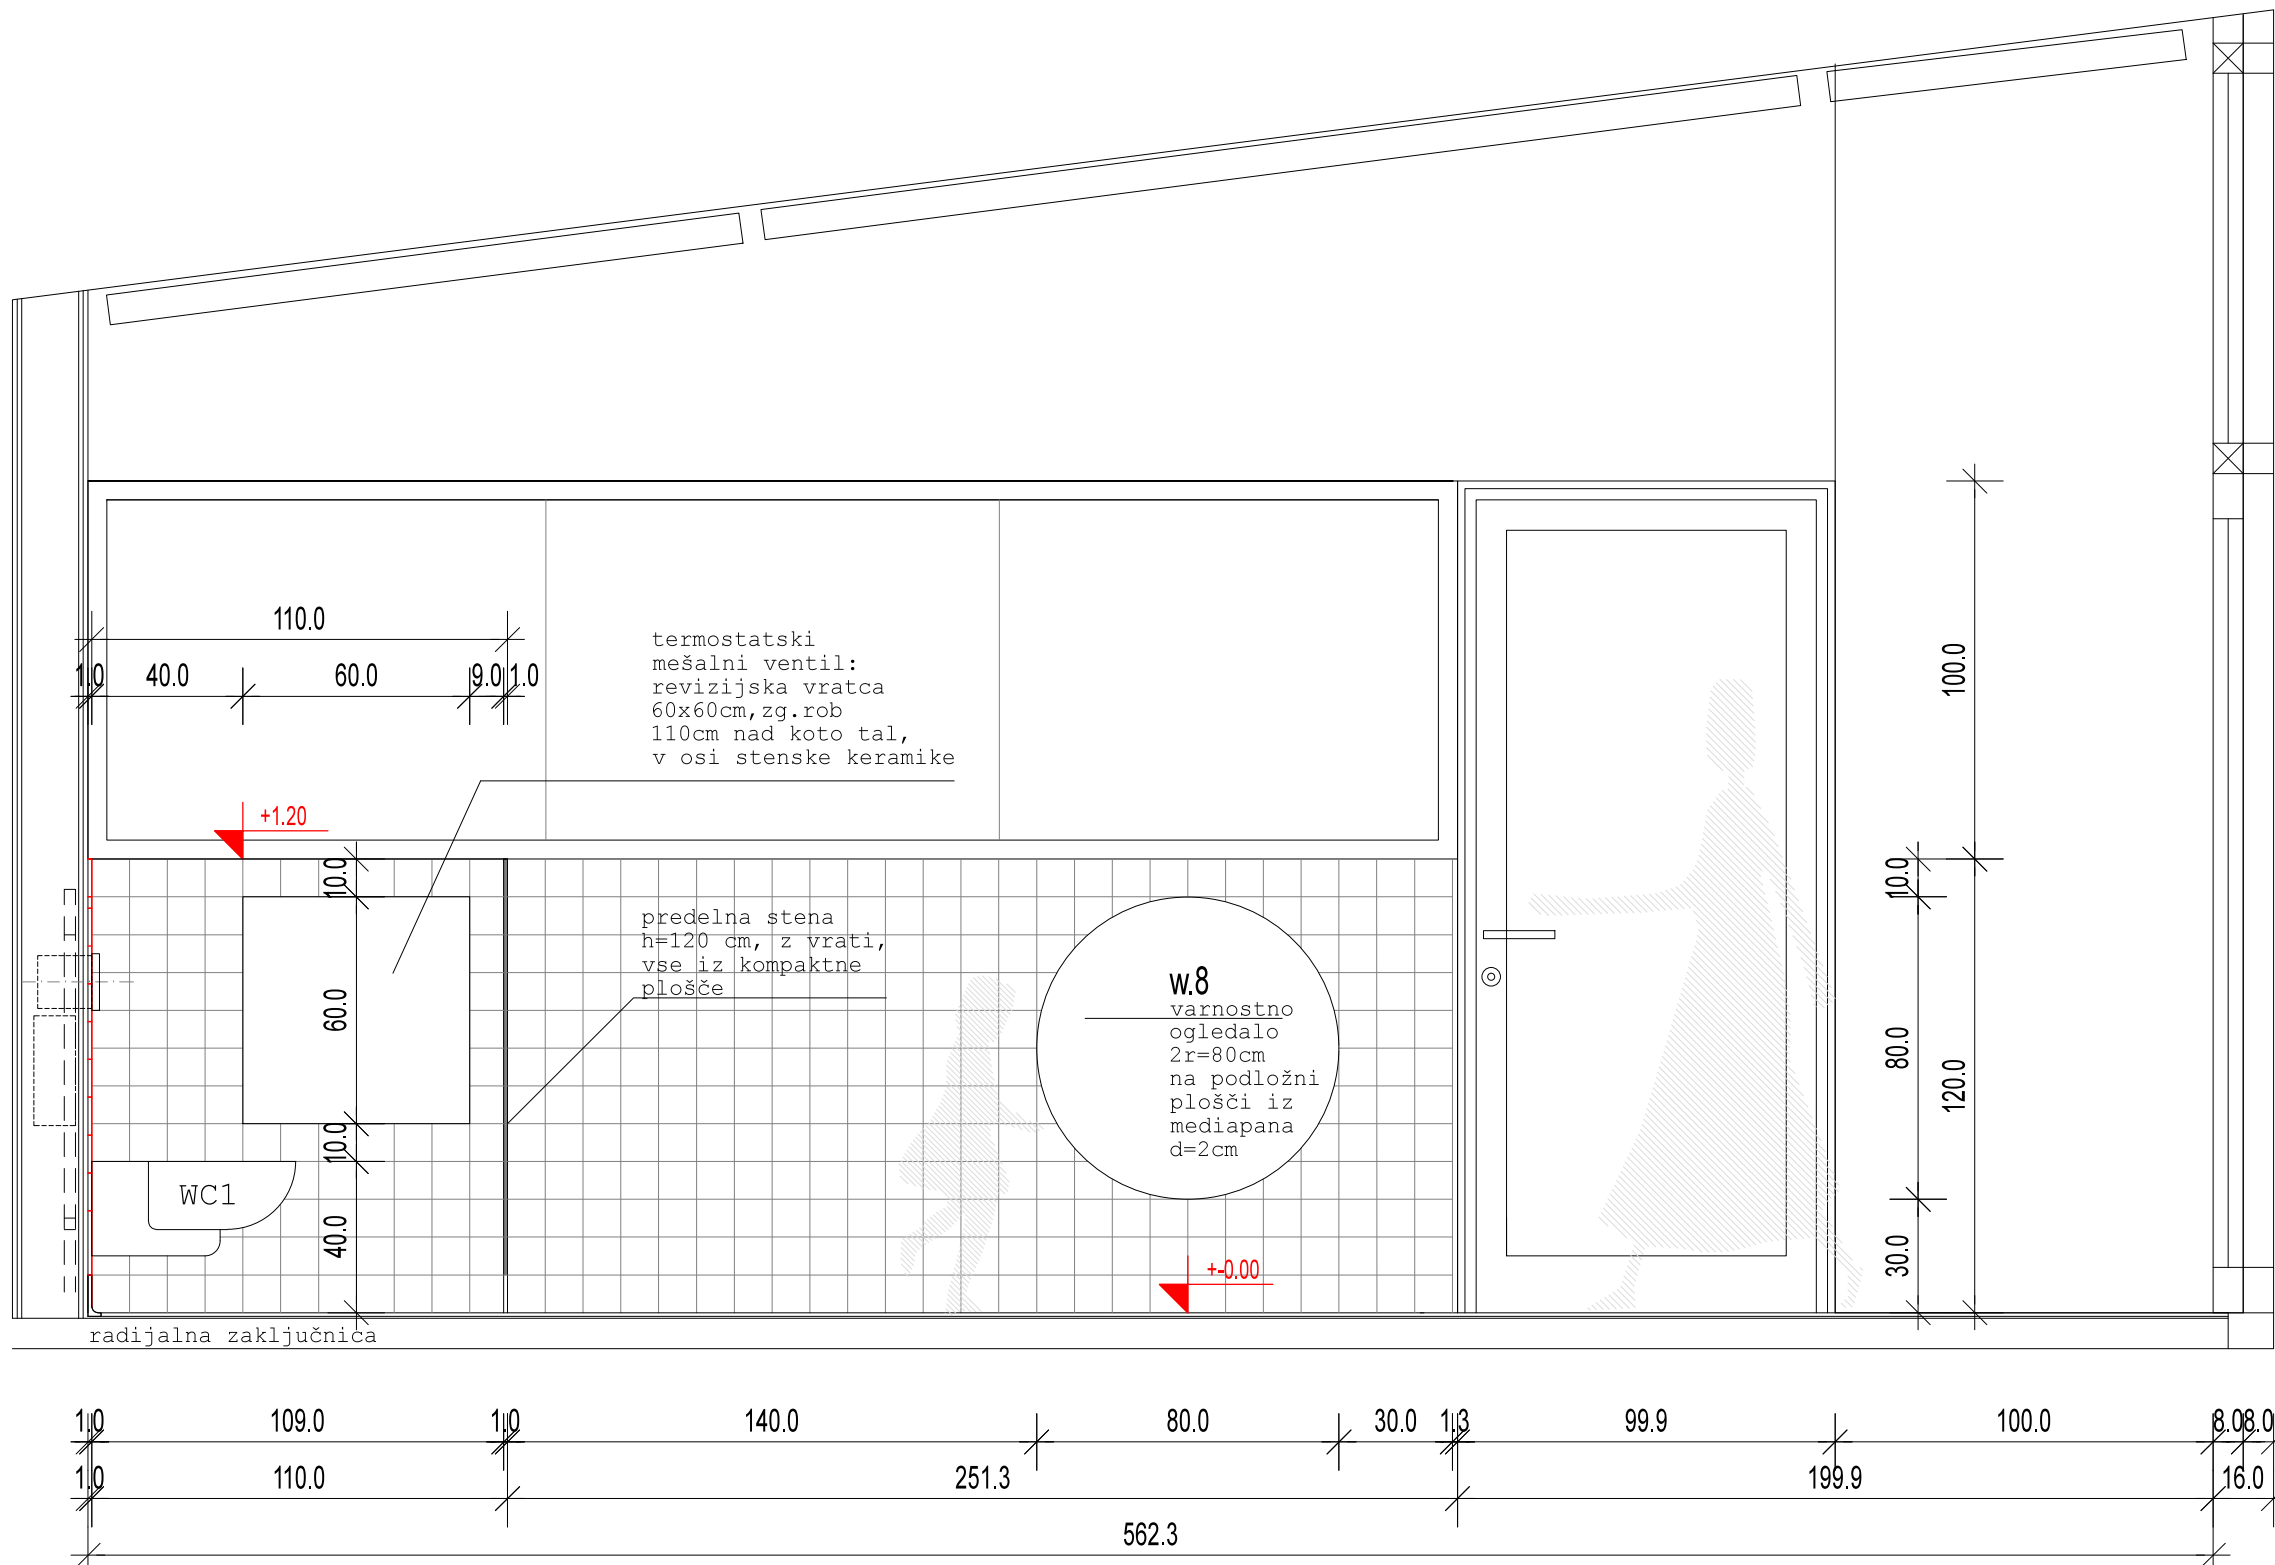 110.0
1.0 40.0 60.0 9.0 1.0
termostatski
mešalni ventil:
revizijska vratca
60x60cm,zg.rob
110cm nad koto tal,
v osi stenske keramike
100.0
+1.20
10.0
60.0
10.0
40.0
predelna stena
h=120 cm, z vrati,
vse iz kompaktne
plošče
w.8
varnostno
ogledalo
2r=80cm
na podložni
plošči iz
mediapana
d=2cm
10.0
80.0
30.0
120.0
WC1
+-0.00
radijalna zaključnica
1.0 109.0 1.0 140.0 80.0 30.0 1.3 99.9 100.0 8.0 8.0
1.0 110.0 251.3 199.9 16.0
562.3